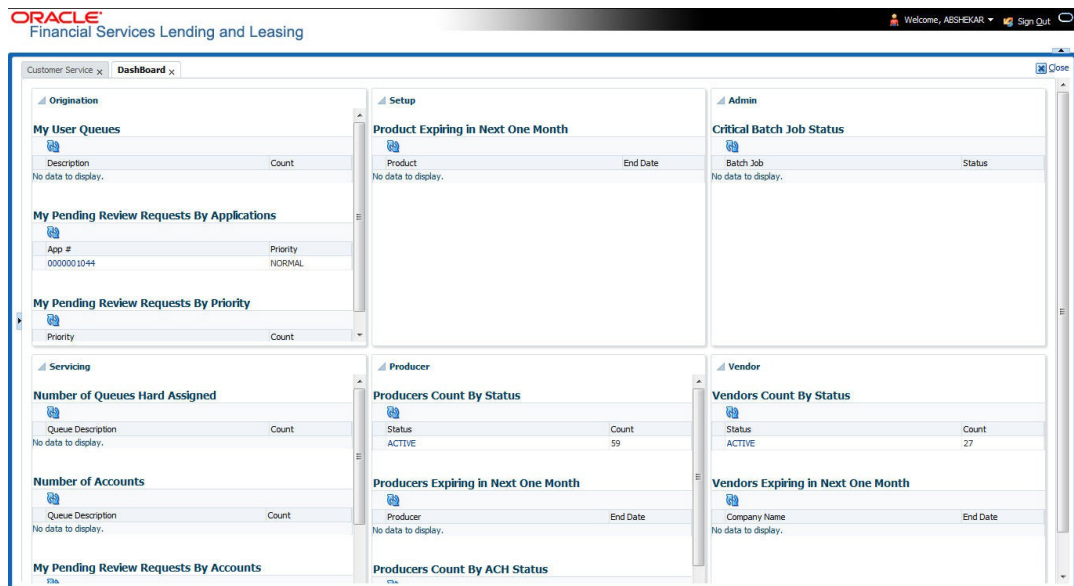 ORACLE
Financial Services Lending and Leasing
Welcome, ABSHEKAR
Sign Out
Customer Service
DashBoard
Close
Origination
My User Queues
Description Count
No data to display.
My Pending Review Requests By Applications
App # Priority
0000001044 NORMAL
My Pending Review Requests By Priority
Priority Count
Setup
Product Expiring in Next One Month
Product End Date
No data to display.
Admin
Critical Batch Job Status
Batch Job Status
No data to display.
Servicing
Number of Queues Hard Assigned
Queue Description Count
No data to display.
Number of Accounts
Queue Description Count
No data to display.
My Pending Review Requests By Accounts
Producer
Producers Count By Status
Status Count
ACTIVE 59
Producers Expiring in Next One Month
Producer End Date
No data to display.
Producers Count By ACH Status
Vendor
Vendors Count By Status
Status Count
ACTIVE 27
Vendors Expiring in Next One Month
Company Name End Date
No data to display.